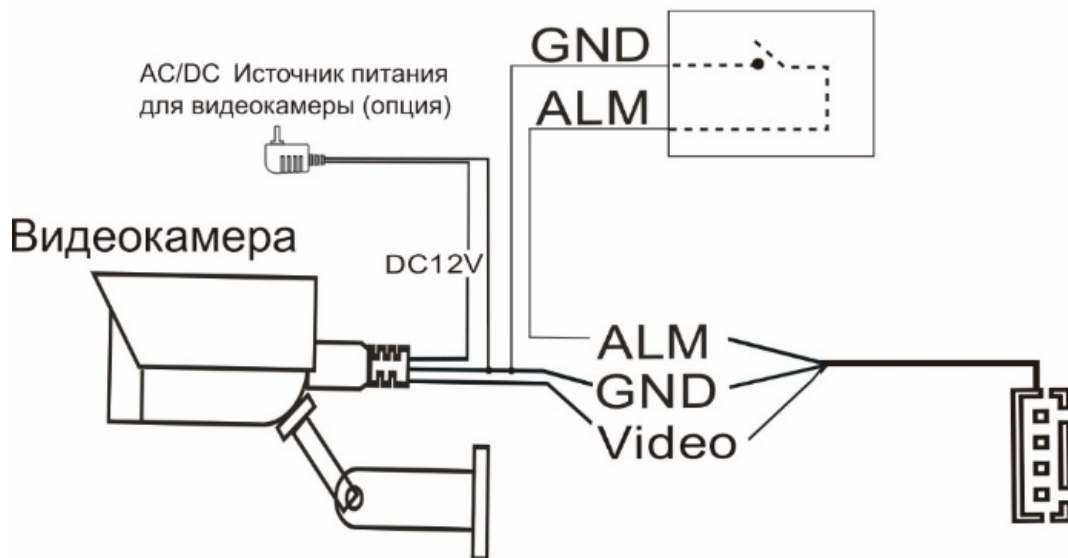 GND
AC/DC Источник питания
для видеокамеры (опция)
ALM
Видеокамера
DC12V
ALM
GND
Video